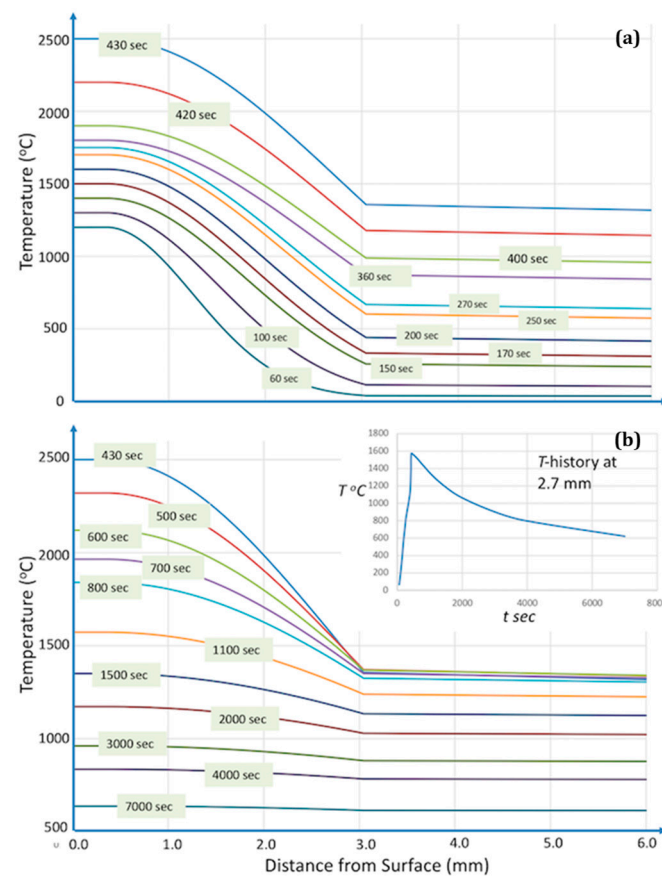 (a)
2500
2000
1500
1000
500
0
Temperature (°C)
430 sec
420 sec
400 sec
360 sec
270 sec
250 sec
200 sec
170 sec
150 sec
100 sec
60 sec
(b)
2500
2000
1500
1000
500
0
Temperature (°C)
430 sec
500 sec
600 sec
700 sec
800 sec
1100 sec
1500 sec
2000 sec
3000 sec
4000 sec
7000 sec
1800
1600
1400
1200
1000
800
600
400
200
0
T °C
T-history at
2.7 mm
0 2000 4000 6000 8000
t sec
0.0 1.0 2.0 3.0 4.0 5.0 6.0
Distance from Surface (mm)